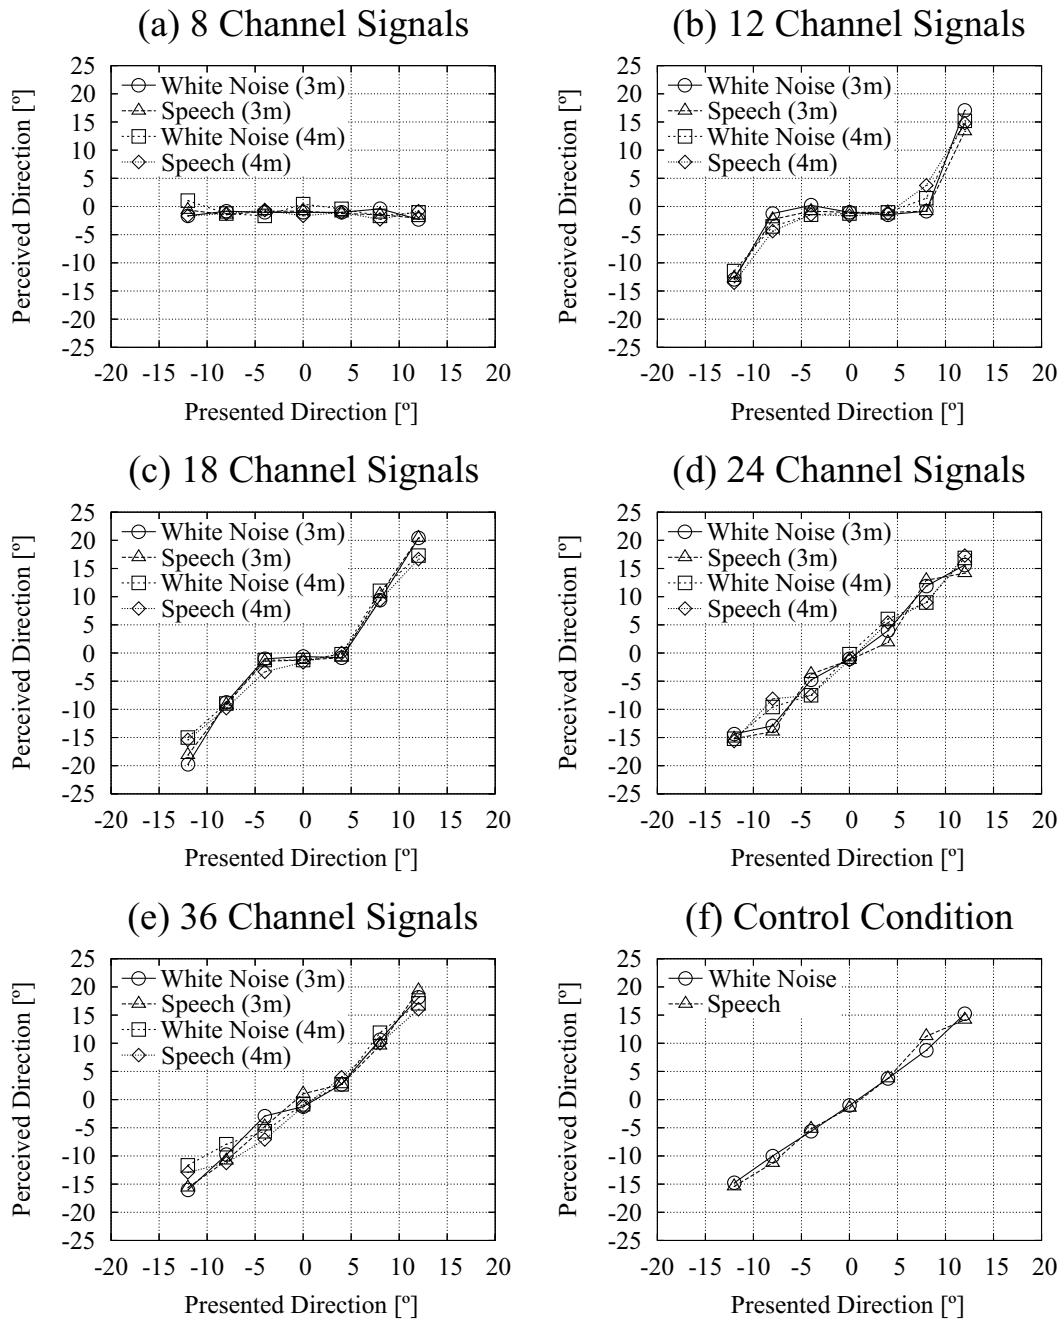 (a) 8 Channel Signals
25
20
15
10
5
0
-5
-10
-15
-20
-25
Perceived Direction [º]
White Noise (3m)
Speech (3m)
White Noise (4m)
Speech (4m)
-20 -15 -10 -5 0 5 10 15 20
Presented Direction [º]
(b) 12 Channel Signals
25
20
15
10
5
0
-5
-10
-15
-20
-25
Perceived Direction [º]
White Noise (3m)
Speech (3m)
White Noise (4m)
Speech (4m)
-20 -15 -10 -5 0 5 10 15 20
Presented Direction [º]
(c) 18 Channel Signals
25
20
15
10
5
0
-5
-10
-15
-20
-25
Perceived Direction [º]
White Noise (3m)
Speech (3m)
White Noise (4m)
Speech (4m)
-20 -15 -10 -5 0 5 10 15 20
Presented Direction [º]
(d) 24 Channel Signals
25
20
15
10
5
0
-5
-10
-15
-20
-25
Perceived Direction [º]
White Noise (3m)
Speech (3m)
White Noise (4m)
Speech (4m)
-20 -15 -10 -5 0 5 10 15 20
Presented Direction [º]
(e) 36 Channel Signals
25
20
15
10
5
0
-5
-10
-15
-20
-25
Perceived Direction [º]
White Noise (3m)
Speech (3m)
White Noise (4m)
Speech (4m)
-20 -15 -10 -5 0 5 10 15 20
Presented Direction [º]
(f) Control Condition
25
20
15
10
5
0
-5
-10
-15
-20
-25
Perceived Direction [º]
White Noise
Speech
-20 -15 -10 -5 0 5 10 15 20
Presented Direction [º]